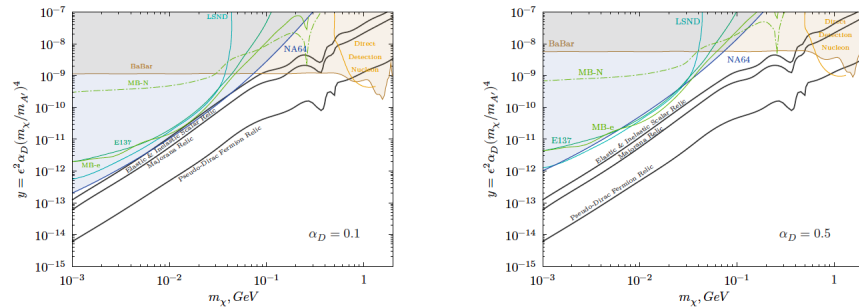 LSND
NA64
Direct
Detection
Nucleon
BaBar
MB-N
E137
MB-e
Elastic & Inelastic Scalar Relic
Majorana Relic
Pseudo-Dirac Fermion Relic
α_D = 0.1
10⁻⁷
10⁻⁸
10⁻⁹
10⁻¹⁰
10⁻¹¹
10⁻¹²
10⁻¹³
10⁻¹⁴
10⁻¹⁵
y = ϵ²α_D(m_χ/m_A')⁴
10⁻³ 10⁻² 10⁻¹ 1
m_χ, GeV
LSND
Direct
Detection
Nucleon
BaBar
NA64
MB-N
MB-e
E137
Elastic & Inelastic Scalar Relic
Majorana Relic
Pseudo-Dirac Fermion Relic
α_D = 0.5
10⁻⁷
10⁻⁸
10⁻⁹
10⁻¹⁰
10⁻¹¹
10⁻¹²
10⁻¹³
10⁻¹⁴
10⁻¹⁵
y = ϵ²α_D(m_χ/m_A')⁴
10⁻³ 10⁻² 10⁻¹ 1
m_χ, GeV